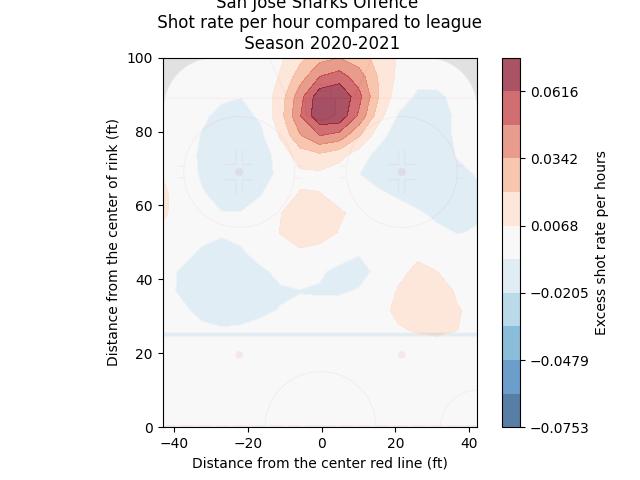 San Jose Sharks Offence
Shot rate per hour compared to league
Season 2020-2021
100
80
60
40
20
0
−40
−20
0
20
40
Distance from the center red line (ft)
Distance from the center of rink (ft)
0.0616
0.0342
0.0068
−0.0205
−0.0479
−0.0753
Excess shot rate per hours